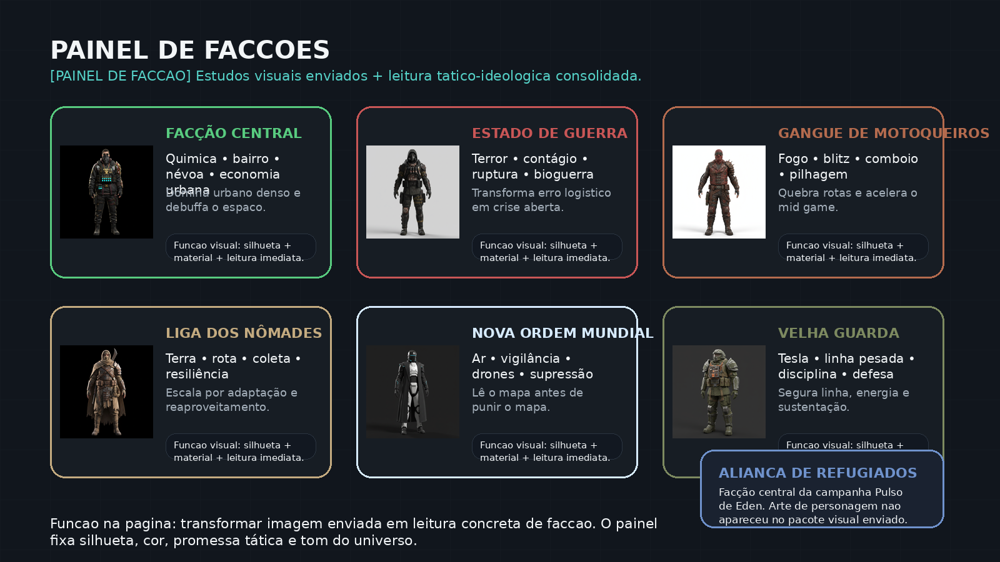 PAINEL DE FACCOES
[PAINEL DE FACCAO] Estudos visuais enviados + leitura tatico-ideologica consolidada.
FACÇÃO CENTRAL
Quimica • bairro •
névoa • economia
urbana
Domina urbano denso e
debuffa o espaco.
Funcao visual: silhueta +
material + leitura imediata.
ESTADO DE GUERRA
Terror • contágio •
ruptura • bioguerra
Transforma erro logistico
em crise aberta.
Funcao visual: silhueta +
material + leitura imediata.
GANGUE DE MOTOQUEIROS
Fogo • blitz • comboio
• pilhagem
Quebra rotas e acelera o
mid game.
Funcao visual: silhueta +
material + leitura imediata.
LIGA DOS NÔMADES
Terra • rota • coleta •
resiliência
Escala por adaptação e
reaproveitamento.
Funcao visual: silhueta +
material + leitura imediata.
NOVA ORDEM MUNDIAL
Ar • vigilância •
drones • supressão
Lê o mapa antes de
punir o mapa.
Funcao visual: silhueta +
material + leitura imediata.
VELHA GUARDA
Tesla • linha pesada •
disciplina • defesa
Segura linha, energia e
sustentação.
Funcao visual: silhueta +
ALIANCA DE REFUGIADOS
Facção central da campanha Pulso
de Eden. Arte de personagem nao
apareceu no pacote visual enviado.
Funcao na pagina: transformar imagem enviada em leitura concreta de faccao. O painel
fixa silhueta, cor, promessa tática e tom do universo.